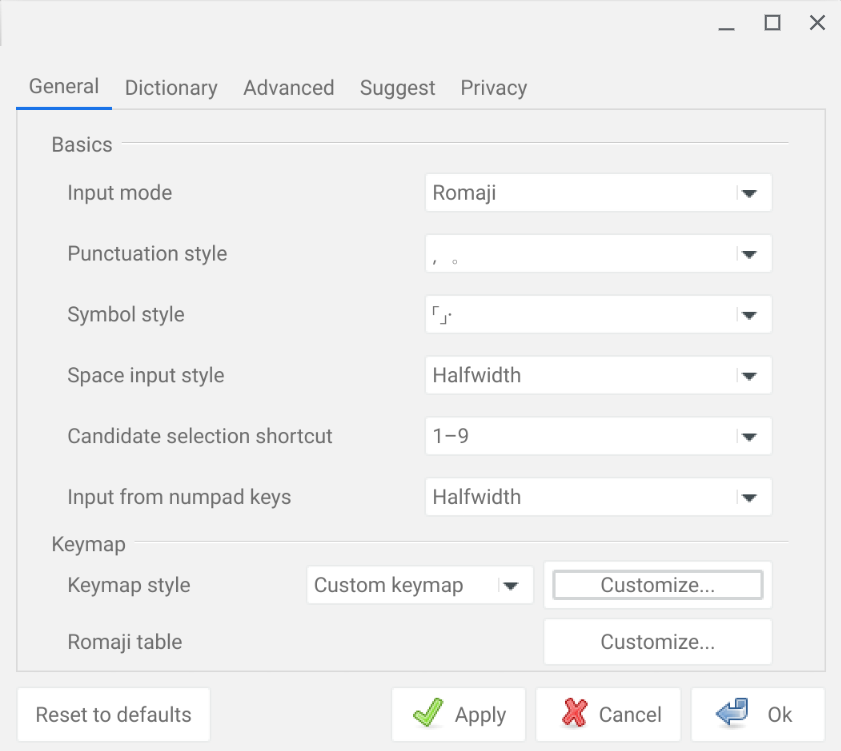 General Dictionary Advanced Suggest Privacy
Basics
Input mode Romaji
Punctuation style ，。
Symbol style 「」·
Space input style Halfwidth
Candidate selection shortcut 1–9
Input from numpad keys Halfwidth
Keymap
Keymap style Custom keymap Customize...
Romaji table Customize...
Reset to defaults Apply Cancel Ok